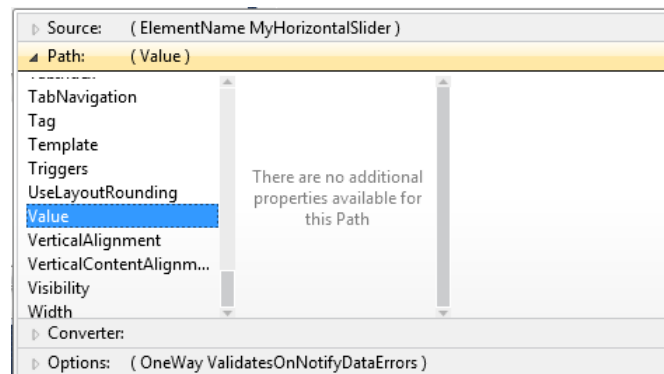 Source: ( ElementName MyHorizontalSlider )
Path: ( Value )
TabNavigation
Tag
Template
Triggers
UseLayoutRounding
Value
VerticalAlignment
VerticalContentAlignm...
Visibility
Width
There are no additional
properties available for
this Path
Converter:
Options: ( OneWay ValidatesOnNotifyDataErrors )